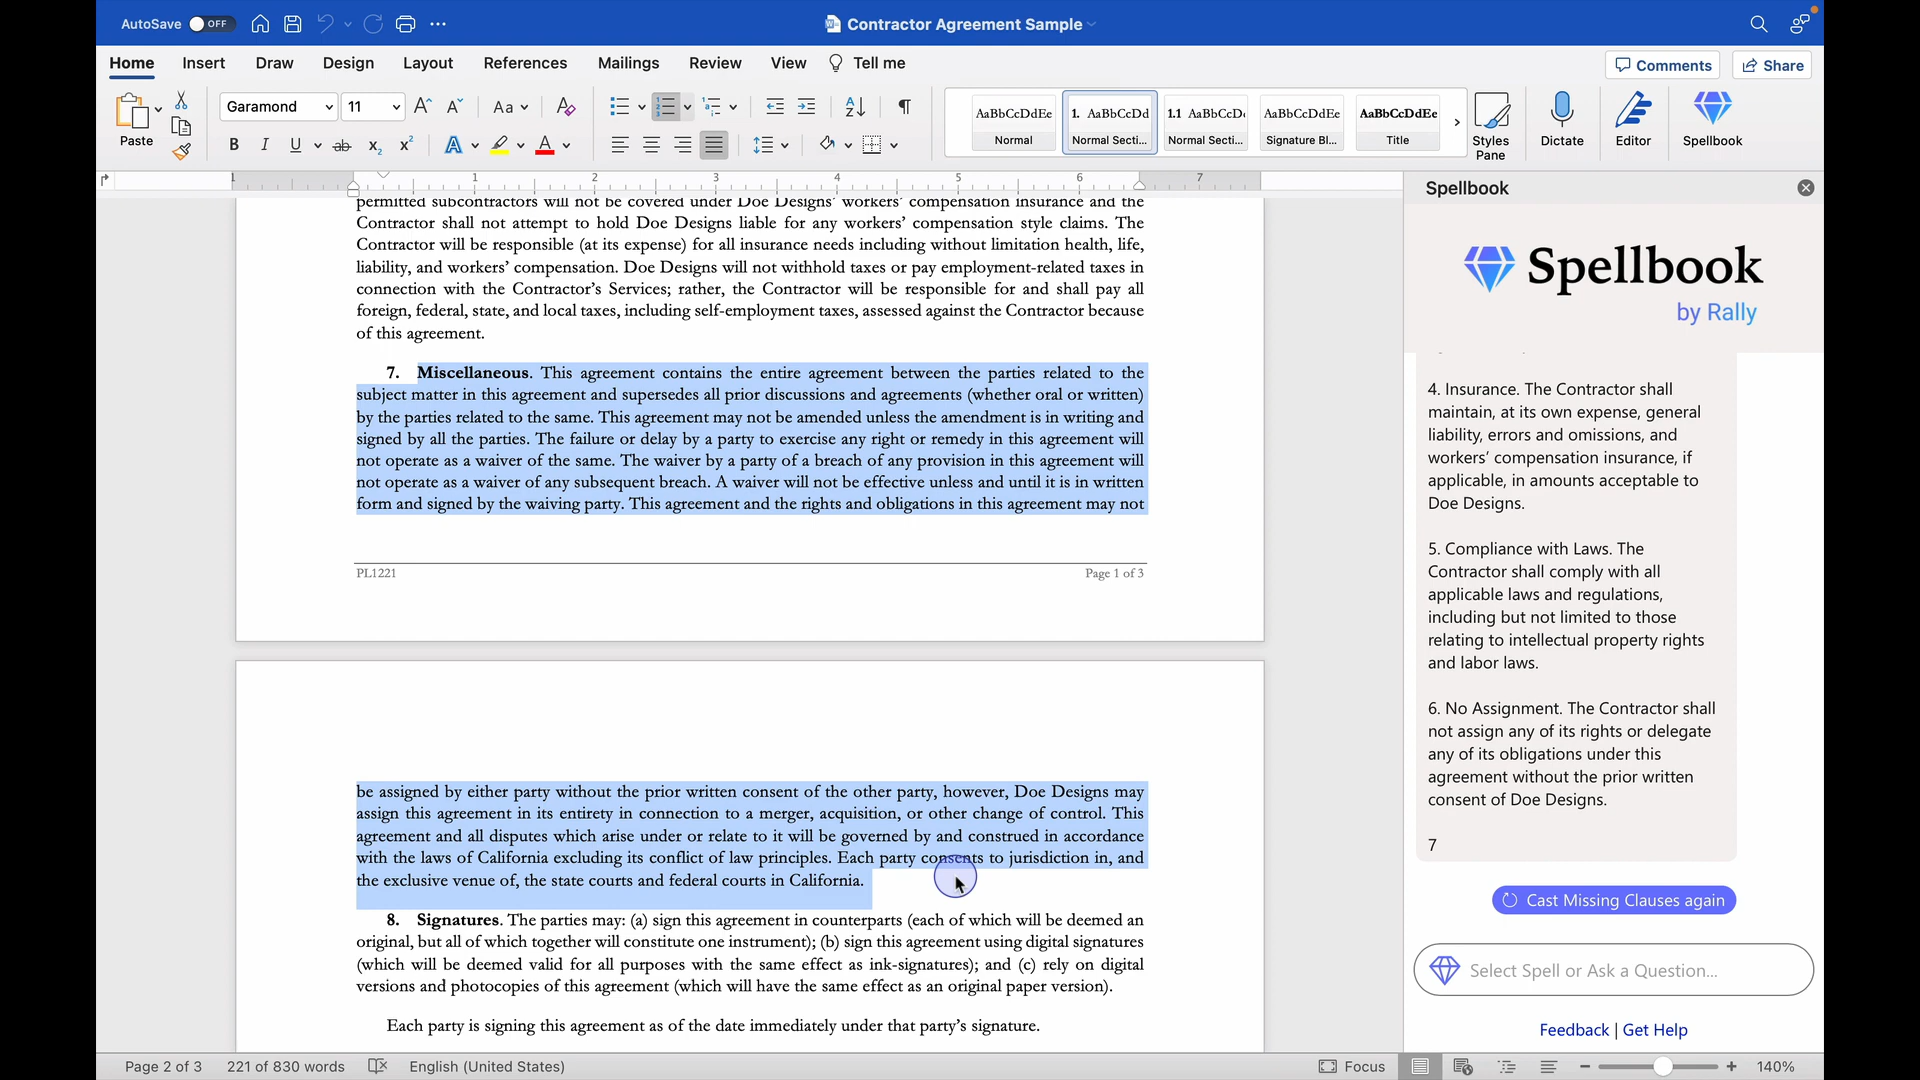 AutoSave OFF
Contractor Agreement Sample
Home Insert Draw Design Layout References Mailings Review View Tell me
Comments Share
Paste
Garamond 11
Aa
AaBbCcDdEe
Normal
1. AaBbCcDd
Normal Secti...
1.1 AaBbCcD
Normal Secti...
AaBbCcDdEe
Signature Bl...
AaBbCcDdEe
Title
Styles
Pane
Dictate
Editor
Spellbook
1 1 2 3 4 5 6 7
permitted subcontractors will not be covered under Doe Designs' workers' compensation insurance and the
Contractor shall not attempt to hold Doe Designs liable for any workers' compensation style claims. The
Contractor will be responsible (at its expense) for all insurance needs including without limitation health, life,
liability, and workers' compensation. Doe Designs will not withhold taxes or pay employment-related taxes in
connection with the Contractor's Services; rather, the Contractor will be responsible for and shall pay all
foreign, federal, state, and local taxes, including self-employment taxes, assessed against the Contractor because
of this agreement.
7. Miscellaneous. This agreement contains the entire agreement between the parties related to the
subject matter in this agreement and supersedes all prior discussions and agreements (whether oral or written)
by the parties related to the same. This agreement may not be amended unless the amendment is in writing and
signed by all the parties. The failure or delay by a party to exercise any right or remedy in this agreement will
not operate as a waiver of the same. The waiver by a party of a breach of any provision in this agreement will
not operate as a waiver of any subsequent breach. A waiver will not be effective unless and until it is in written
form and signed by the waiving party. This agreement and the rights and obligations in this agreement may not
PL1221 Page 1 of 3
be assigned by either party without the prior written consent of the other party, however, Doe Designs may
assign this agreement in its entirety in connection to a merger, acquisition, or other change of control. This
agreement and all disputes which arise under or relate to it will be governed by and construed in accordance
with the laws of California excluding its conflict of law principles. Each party consents to jurisdiction in, and
the exclusive venue of, the state courts and federal courts in California.
8. Signatures. The parties may: (a) sign this agreement in counterparts (each of which will be deemed an
original, but all of which together will constitute one instrument); (b) sign this agreement using digital signatures
(which will be deemed valid for all purposes with the same effect as ink-signatures); and (c) rely on digital
versions and photocopies of this agreement (which will have the same effect as an original paper version).
Each party is signing this agreement as of the date immediately under that party's signature.
Spellbook
Spellbook
by Rally
4. Insurance. The Contractor shall
maintain, at its own expense, general
liability, errors and omissions, and
workers' compensation insurance, if
applicable, in amounts acceptable to
Doe Designs.
5. Compliance with Laws. The
Contractor shall comply with all
applicable laws and regulations,
including but not limited to those
relating to intellectual property rights
and labor laws.
6. No Assignment. The Contractor shall
not assign any of its rights or delegate
any of its obligations under this
agreement without the prior written
consent of Doe Designs.
7
Cast Missing Clauses again
Select Spell or Ask a Question...
Feedback | Get Help
Page 2 of 3 221 of 830 words English (United States) Focus 140%